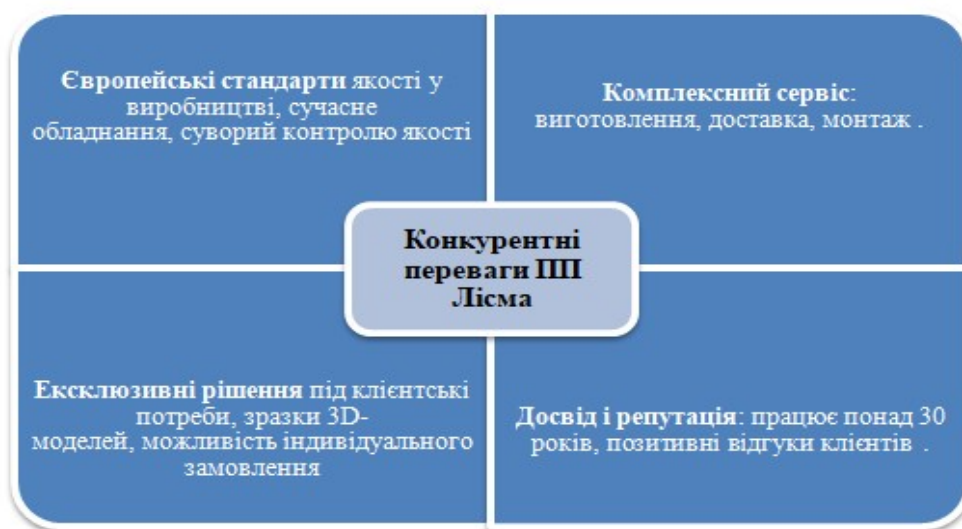 Європейські стандарти якості у
виробництві, сучасне
обладнання, суворий контролю якості
Комплексний сервіс:
виготовлення, доставка, монтаж .
Конкурентні
переваги ПП
Лісма
Ексклюзивні рішення під клієнтські
потреби, зразки 3D-
моделей, можливість індивідуального
замовлення
Досвід і репутація: працює понад 30
років, позитивні відгуки клієнтів .